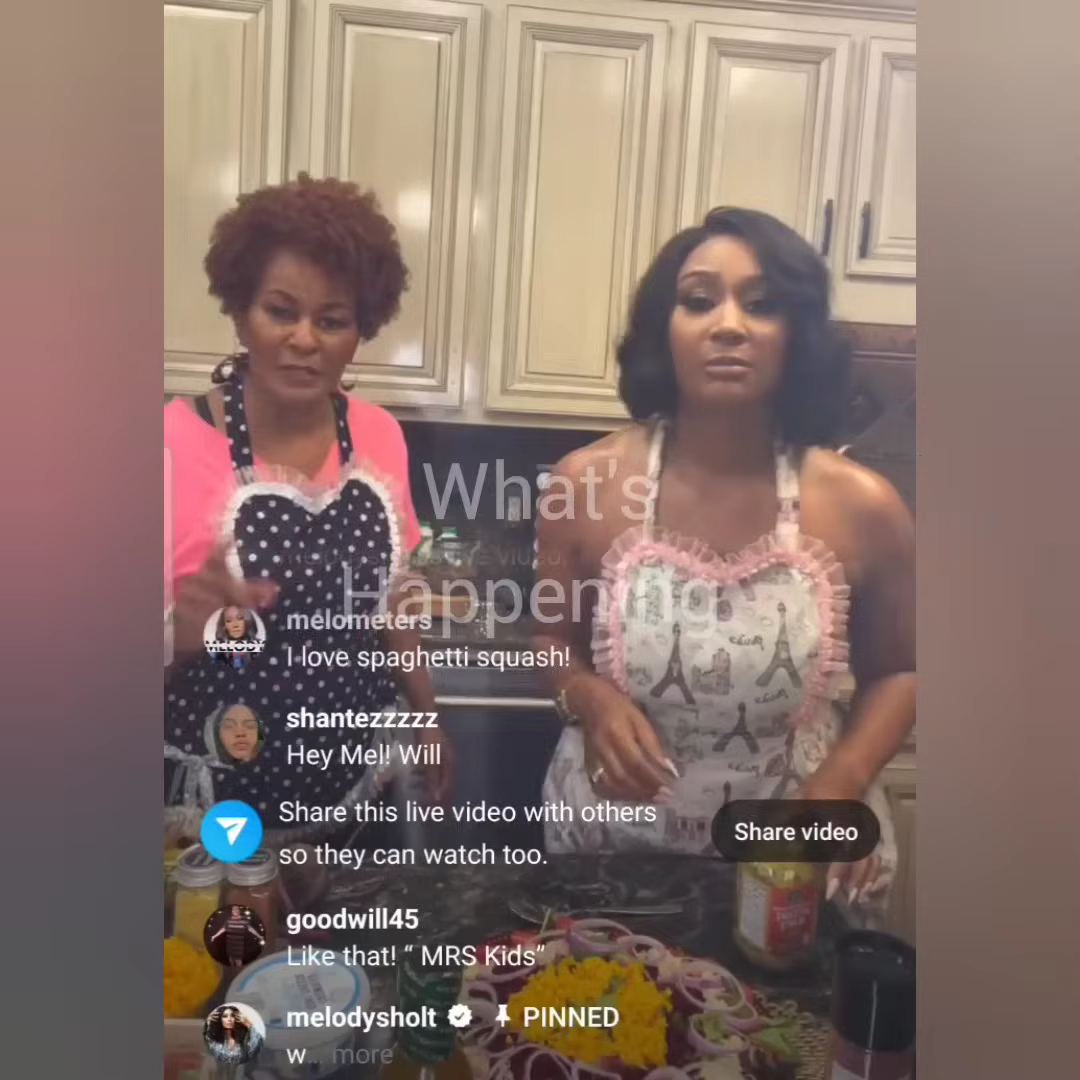 What's
Happening
melometers
I love spaghetti squash!
shantezzzzz
Hey Mel! Will
Share this live video with others
so they can watch too.
Share video
goodwill45
Like that! “ MRS Kids”
melodysholt PINNED
w... more